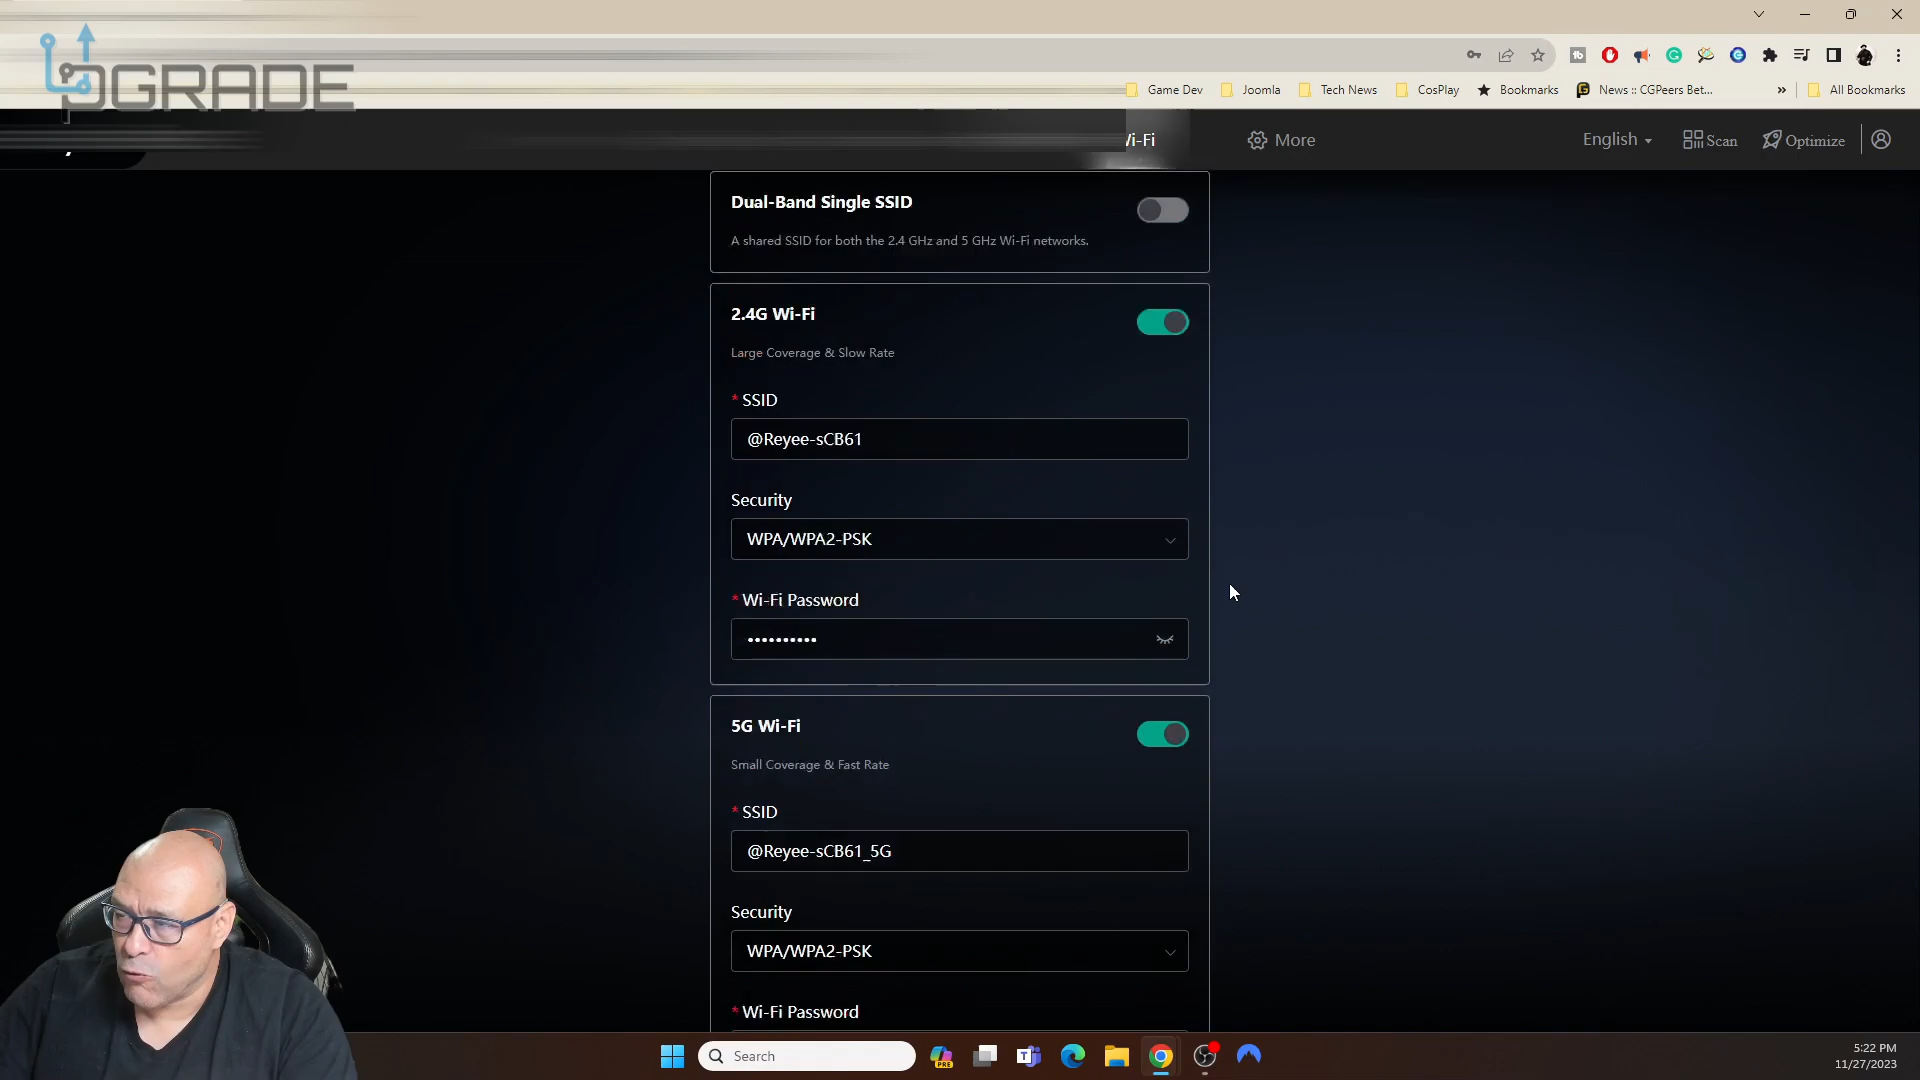 UPGRADE
Game Dev
Joomla
Tech News
CosPlay
Bookmarks
News :: CGPeers Bet...
»
All Bookmarks
Wi-Fi
More
English
Scan
Optimize
Dual-Band Single SSID
A shared SSID for both the 2.4 GHz and 5 GHz Wi-Fi networks.
2.4G Wi-Fi
Large Coverage & Slow Rate
* SSID
@Reyee-sCB61
Security
WPA/WPA2-PSK
* Wi-Fi Password
••••••••••
5G Wi-Fi
Small Coverage & Fast Rate
* SSID
@Reyee-sCB61_5G
Security
WPA/WPA2-PSK
* Wi-Fi Password
Search
PRE
5:22 PM
11/27/2023